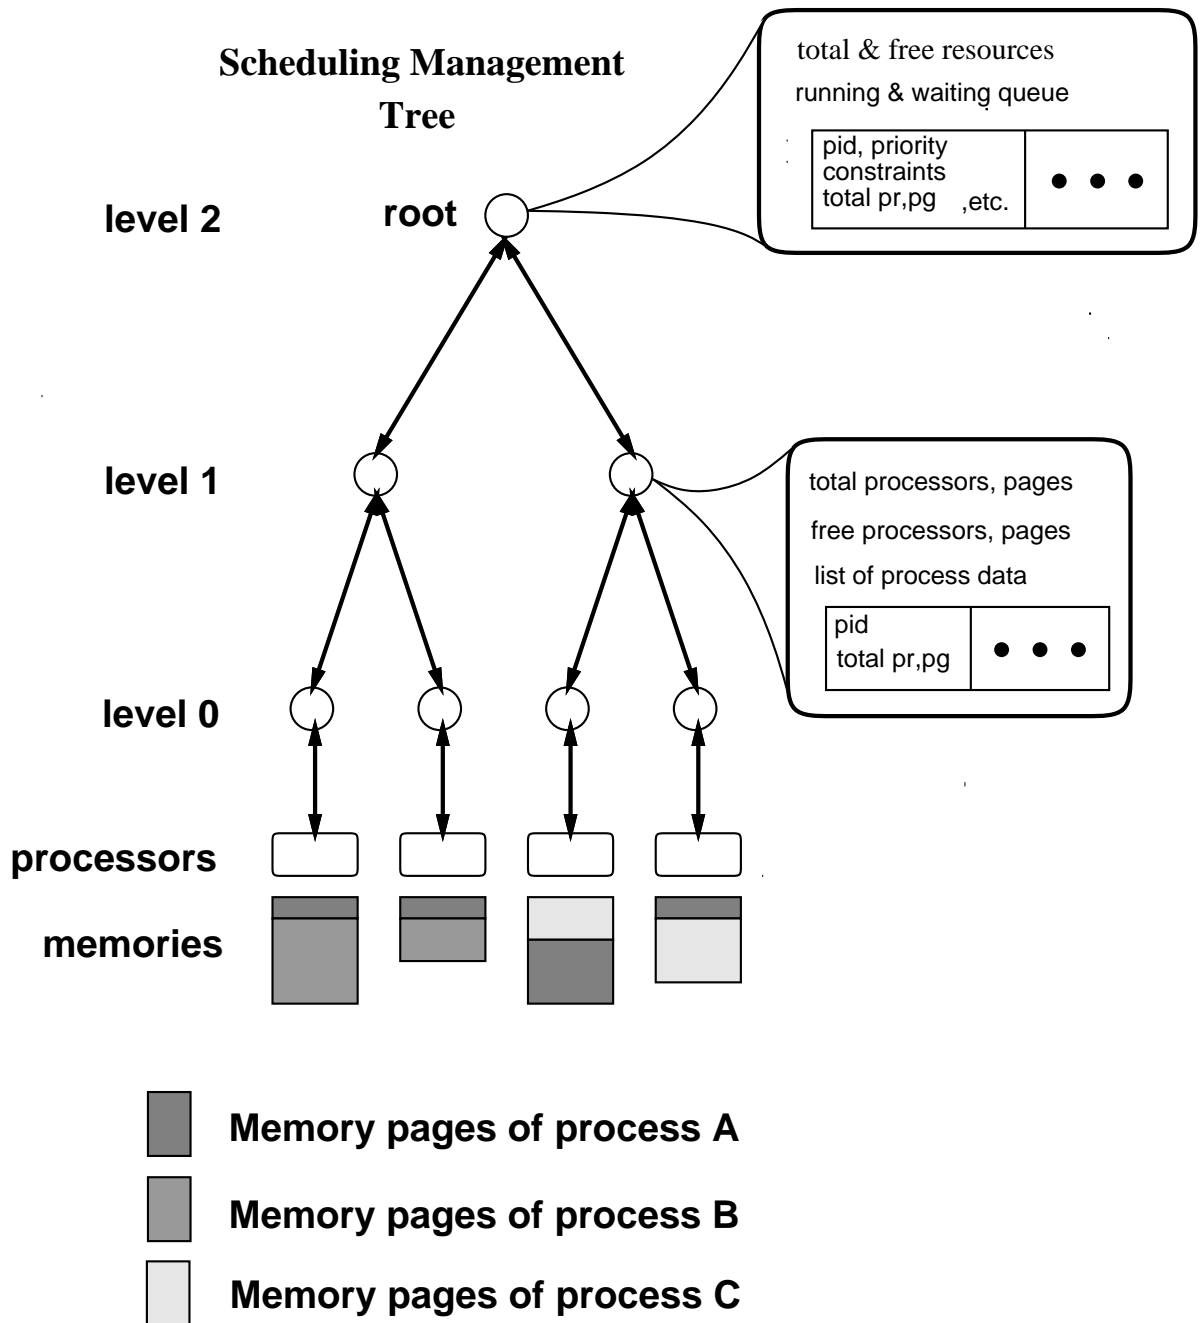 Scheduling Management
Tree
total & free resources
running & waiting queue
pid, priority
constraints
total pr,pg ,etc.
level 2
root
level 1
total processors, pages
free processors, pages
list of process data
pid
total pr,pg
level 0
processors
memories
Memory pages of process A
Memory pages of process B
Memory pages of process C